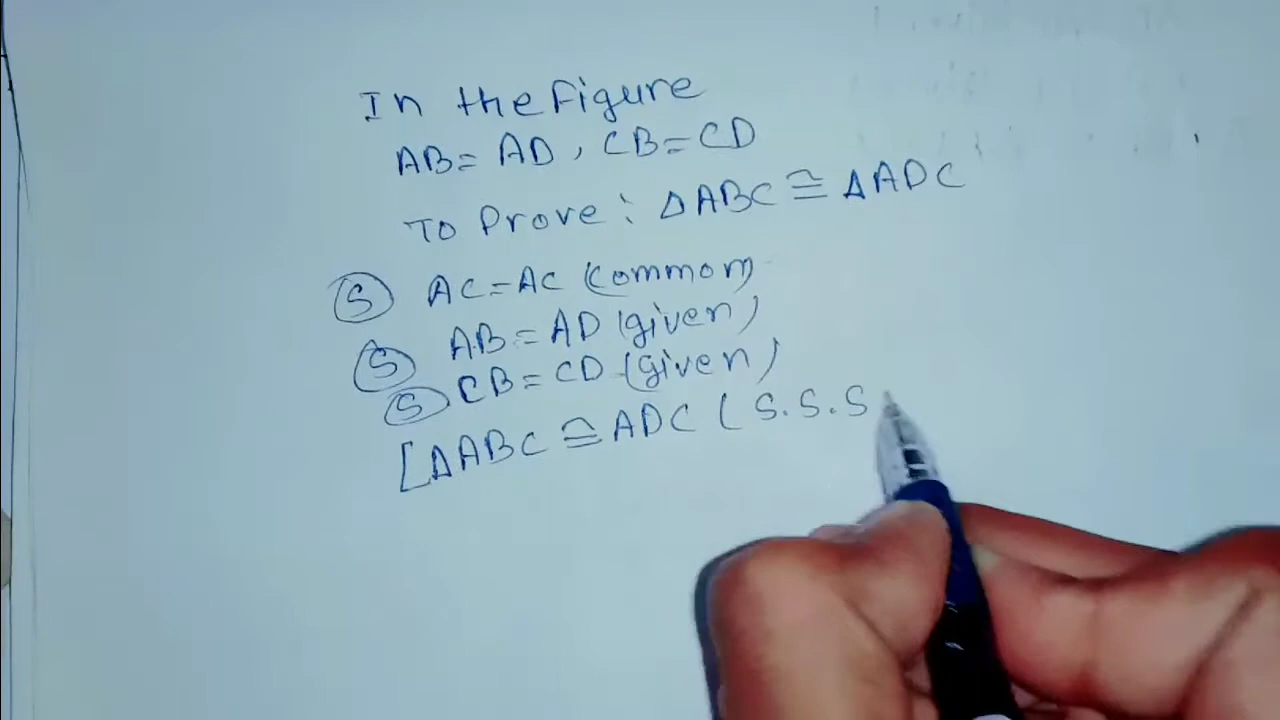 In the Figure
AB = AD, CB = CD
To Prove : ΔABC ≅ ΔADC
Ⓢ AC = AC (common)
Ⓢ AB = AD (given)
Ⓢ CB = CD (given)
[ΔABC ≅ ADC ( S.S.S